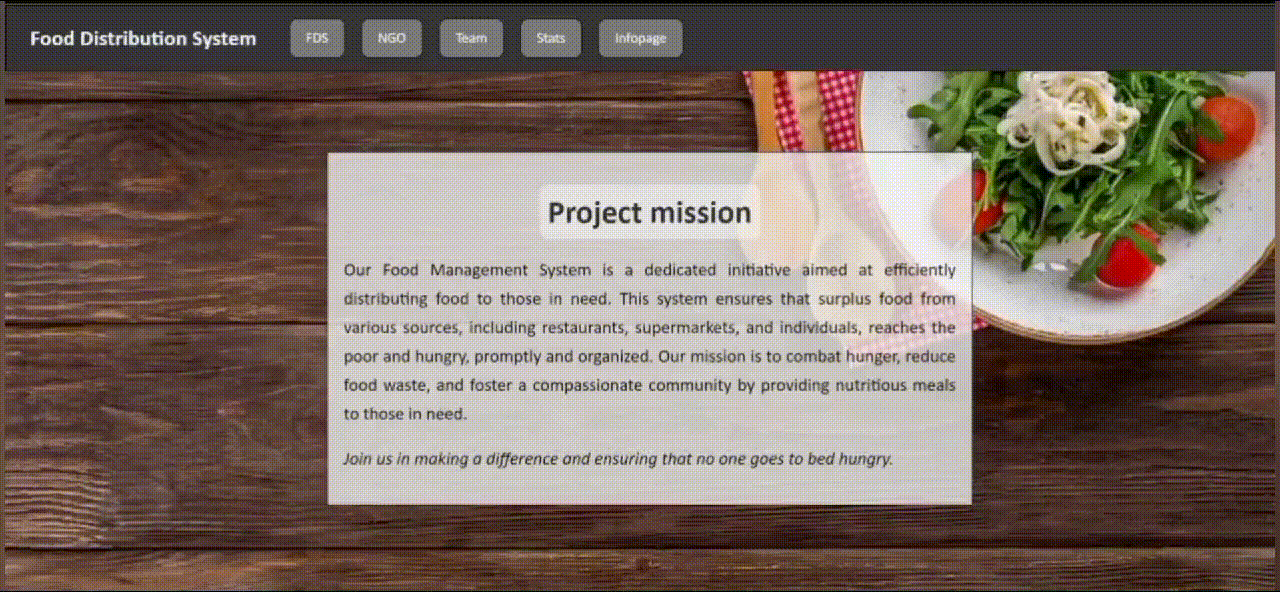 Food Distribution System FDS NGO Team Stats Infopage
Project mission
Our Food Management System is a dedicated initiative aimed at efficiently
distributing food to those in need. This system ensures that surplus food from
various sources, including restaurants, supermarkets, and individuals, reaches the
poor and hungry, promptly and organized. Our mission is to combat hunger, reduce
food waste, and foster a compassionate community by providing nutritious meals
to those in need.
Join us in making a difference and ensuring that no one goes to bed hungry.